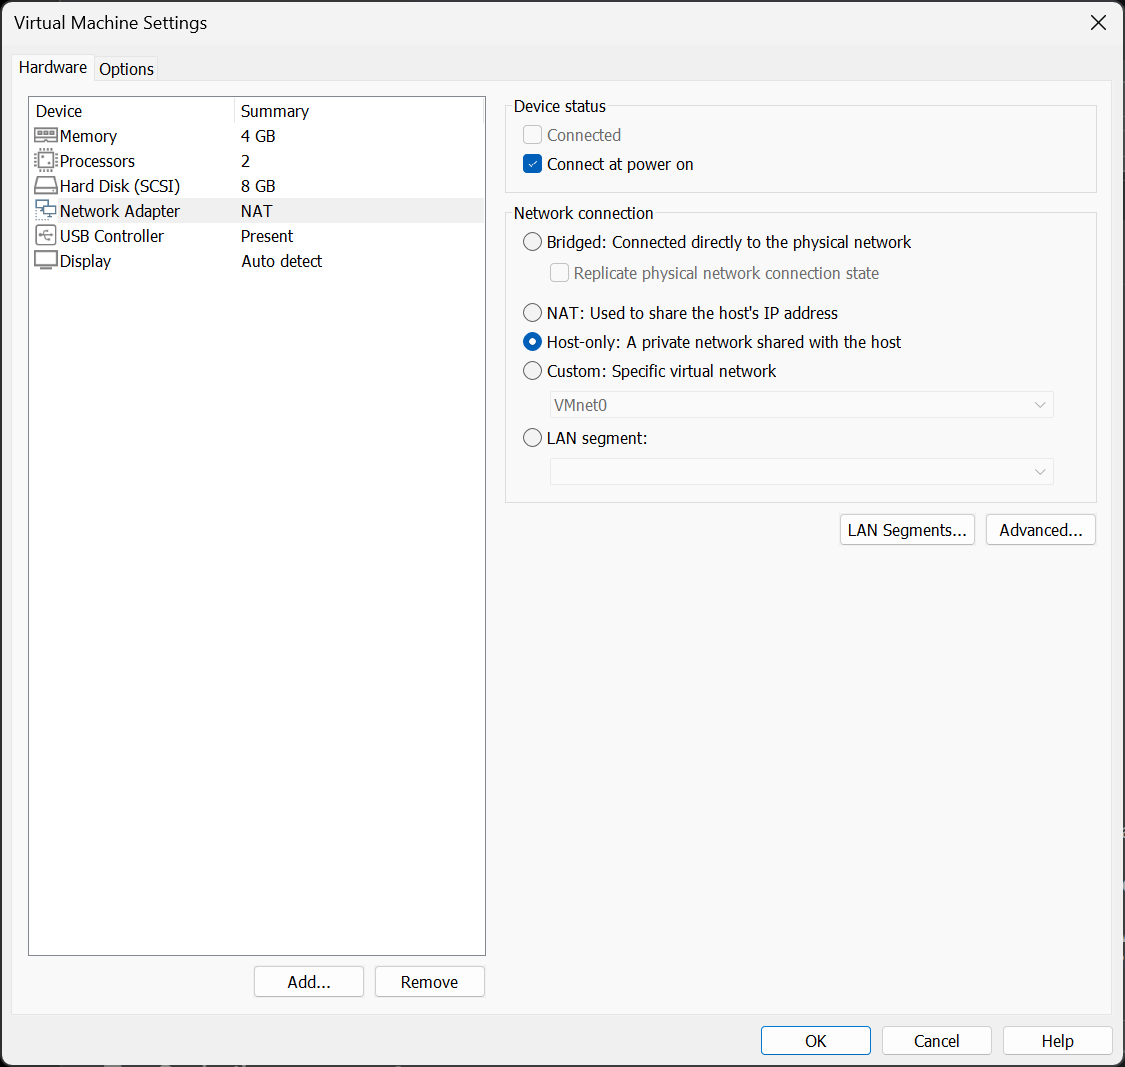 Virtual Machine Settings
Hardware Options
Device Summary
Memory 4 GB
Processors 2
Hard Disk (SCSI) 8 GB
Network Adapter NAT
USB Controller Present
Display Auto detect
Add... Remove
Device status
Connected
Connect at power on
Network connection
Bridged: Connected directly to the physical network
Replicate physical network connection state
NAT: Used to share the host's IP address
Host-only: A private network shared with the host
Custom: Specific virtual network
VMnet0
LAN segment:
LAN Segments... Advanced...
OK Cancel Help